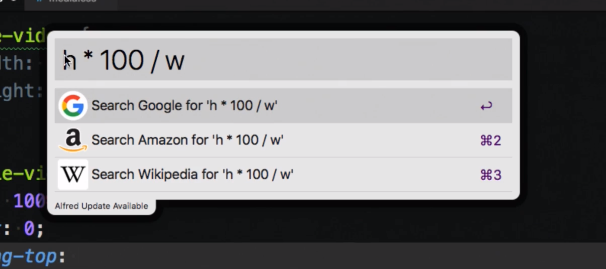 h * 100 / w
Search Google for 'h * 100 / w' ↩
Search Amazon for 'h * 100 / w' ⌘2
Search Wikipedia for 'h * 100 / w' ⌘3
Alfred Update Available
100
: 0;
g-top: